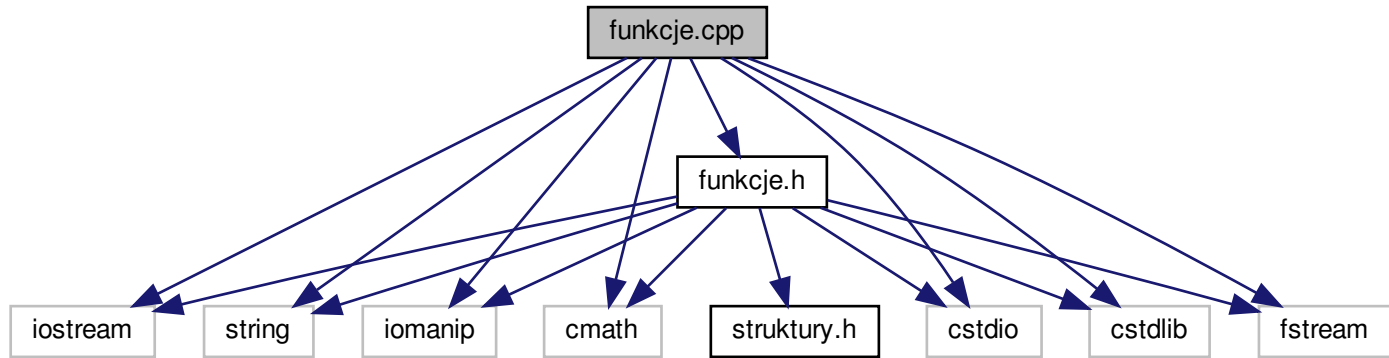 funkcje.cpp
funkcje.h
iostream
string
iomanip
cmath
struktury.h
cstdio
cstdlib
fstream